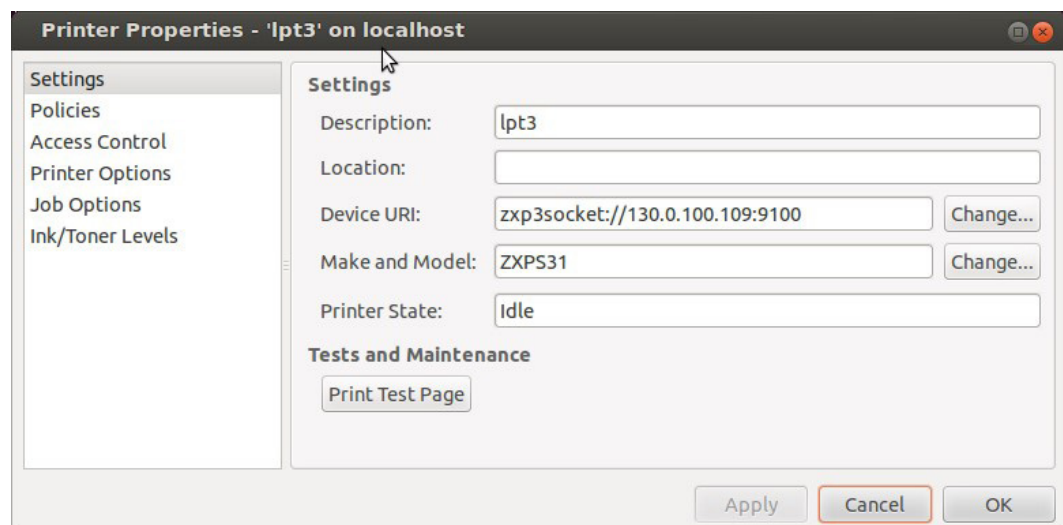 Printer Properties - 'lpt3' on localhost
Settings
Policies
Access Control
Printer Options
Job Options
Ink/Toner Levels
Settings
Description: lpt3
Location:
Device URI: zxp3socket://130.0.100.109:9100 Change...
Make and Model: ZXPS31 Change...
Printer State: Idle
Tests and Maintenance
Print Test Page
Apply Cancel OK